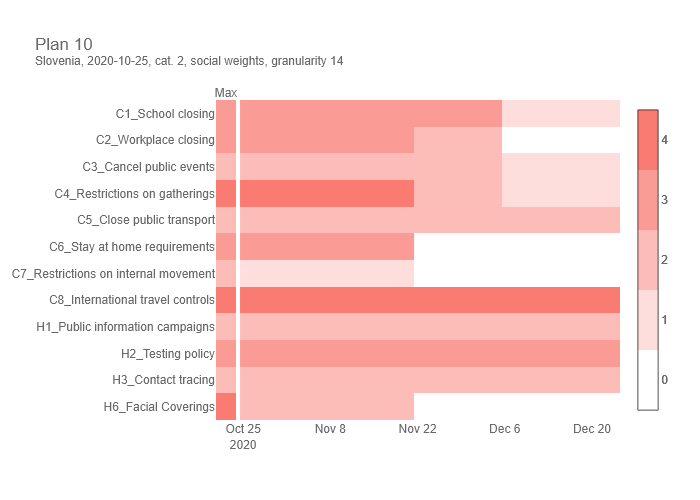 Plan 10
Slovenia, 2020-10-25, cat. 2, social weights, granularity 14
Max
C1_School closing
C2_Workplace closing
C3_Cancel public events
C4_Restrictions on gatherings
C5_Close public transport
C6_Stay at home requirements
C7_Restrictions on internal movement
C8_International travel controls
H1_Public information campaigns
H2_Testing policy
H3_Contact tracing
H6_Facial Coverings
Oct 25 Nov 8 Nov 22 Dec 6 Dec 20
2020
4
3
2
1
0